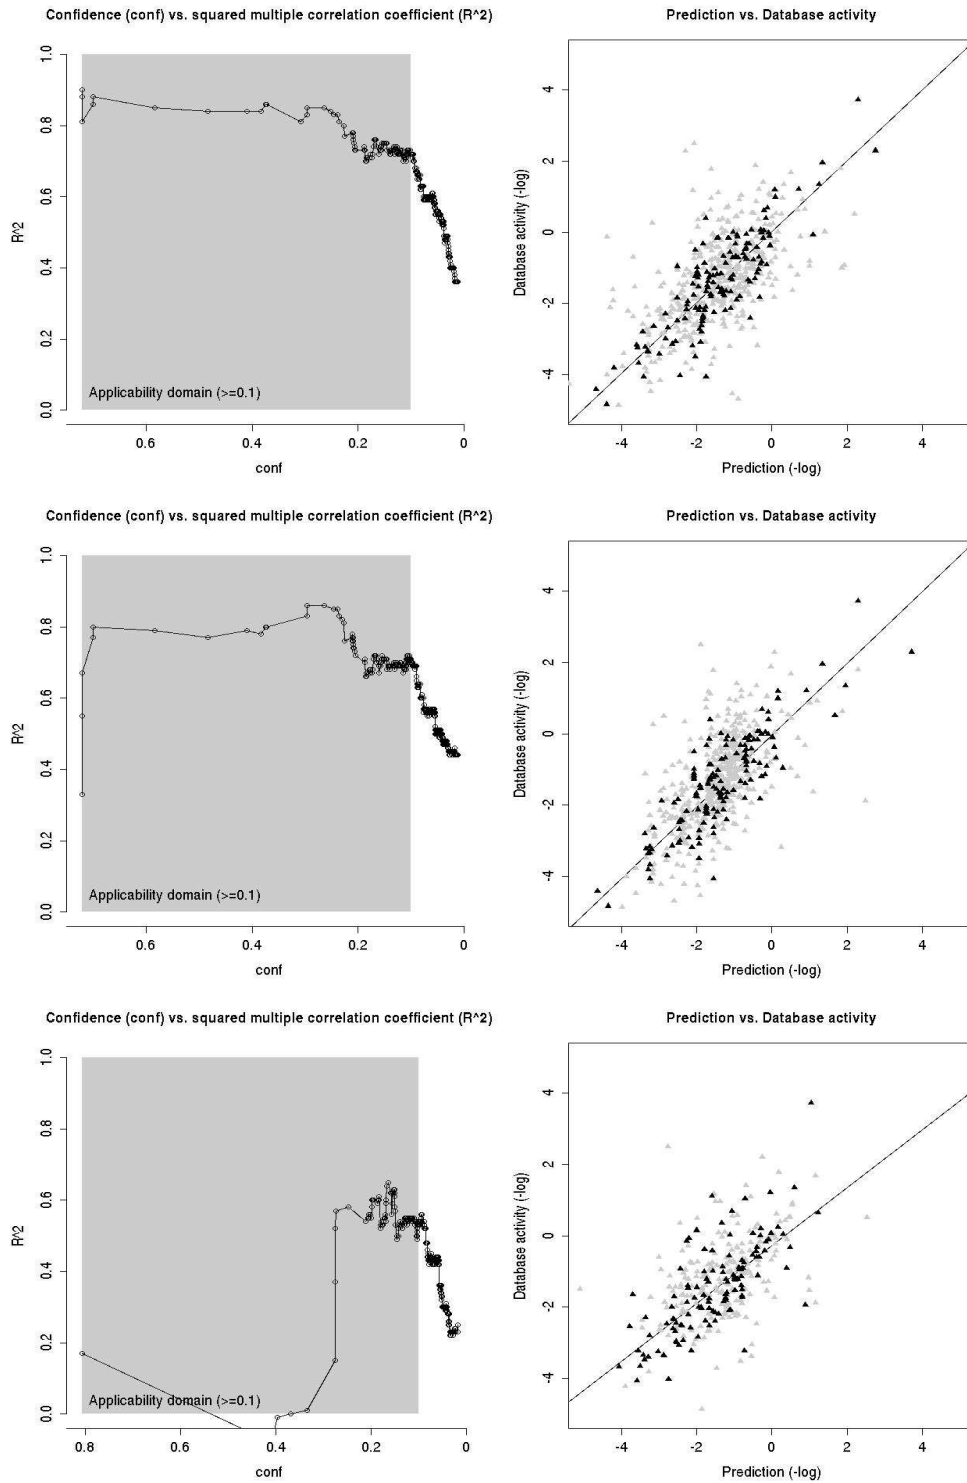 Confidence (conf) vs. squared multiple correlation coefficient (R^2)
R^2
1.0
0.8
0.6
0.4
0.2
0.0
Applicability domain (>=0.1)
0.6
0.4
0.2
0
conf
Prediction vs. Database activity
Database activity (-log)
4
2
0
-2
-4
-4
-2
0
2
4
Prediction (-log)
Confidence (conf) vs. squared multiple correlation coefficient (R^2)
R^2
1.0
0.8
0.6
0.4
0.2
0.0
Applicability domain (>=0.1)
0.6
0.4
0.2
0
conf
Prediction vs. Database activity
Database activity (-log)
4
2
0
-2
-4
-4
-2
0
2
4
Prediction (-log)
Confidence (conf) vs. squared multiple correlation coefficient (R^2)
R^2
1.0
0.8
0.6
0.4
0.2
0.0
Applicability domain (>=0.1)
0.8
0.6
0.4
0.2
0
conf
Prediction vs. Database activity
Database activity (-log)
4
2
0
-2
-4
-4
-2
0
2
4
Prediction (-log)